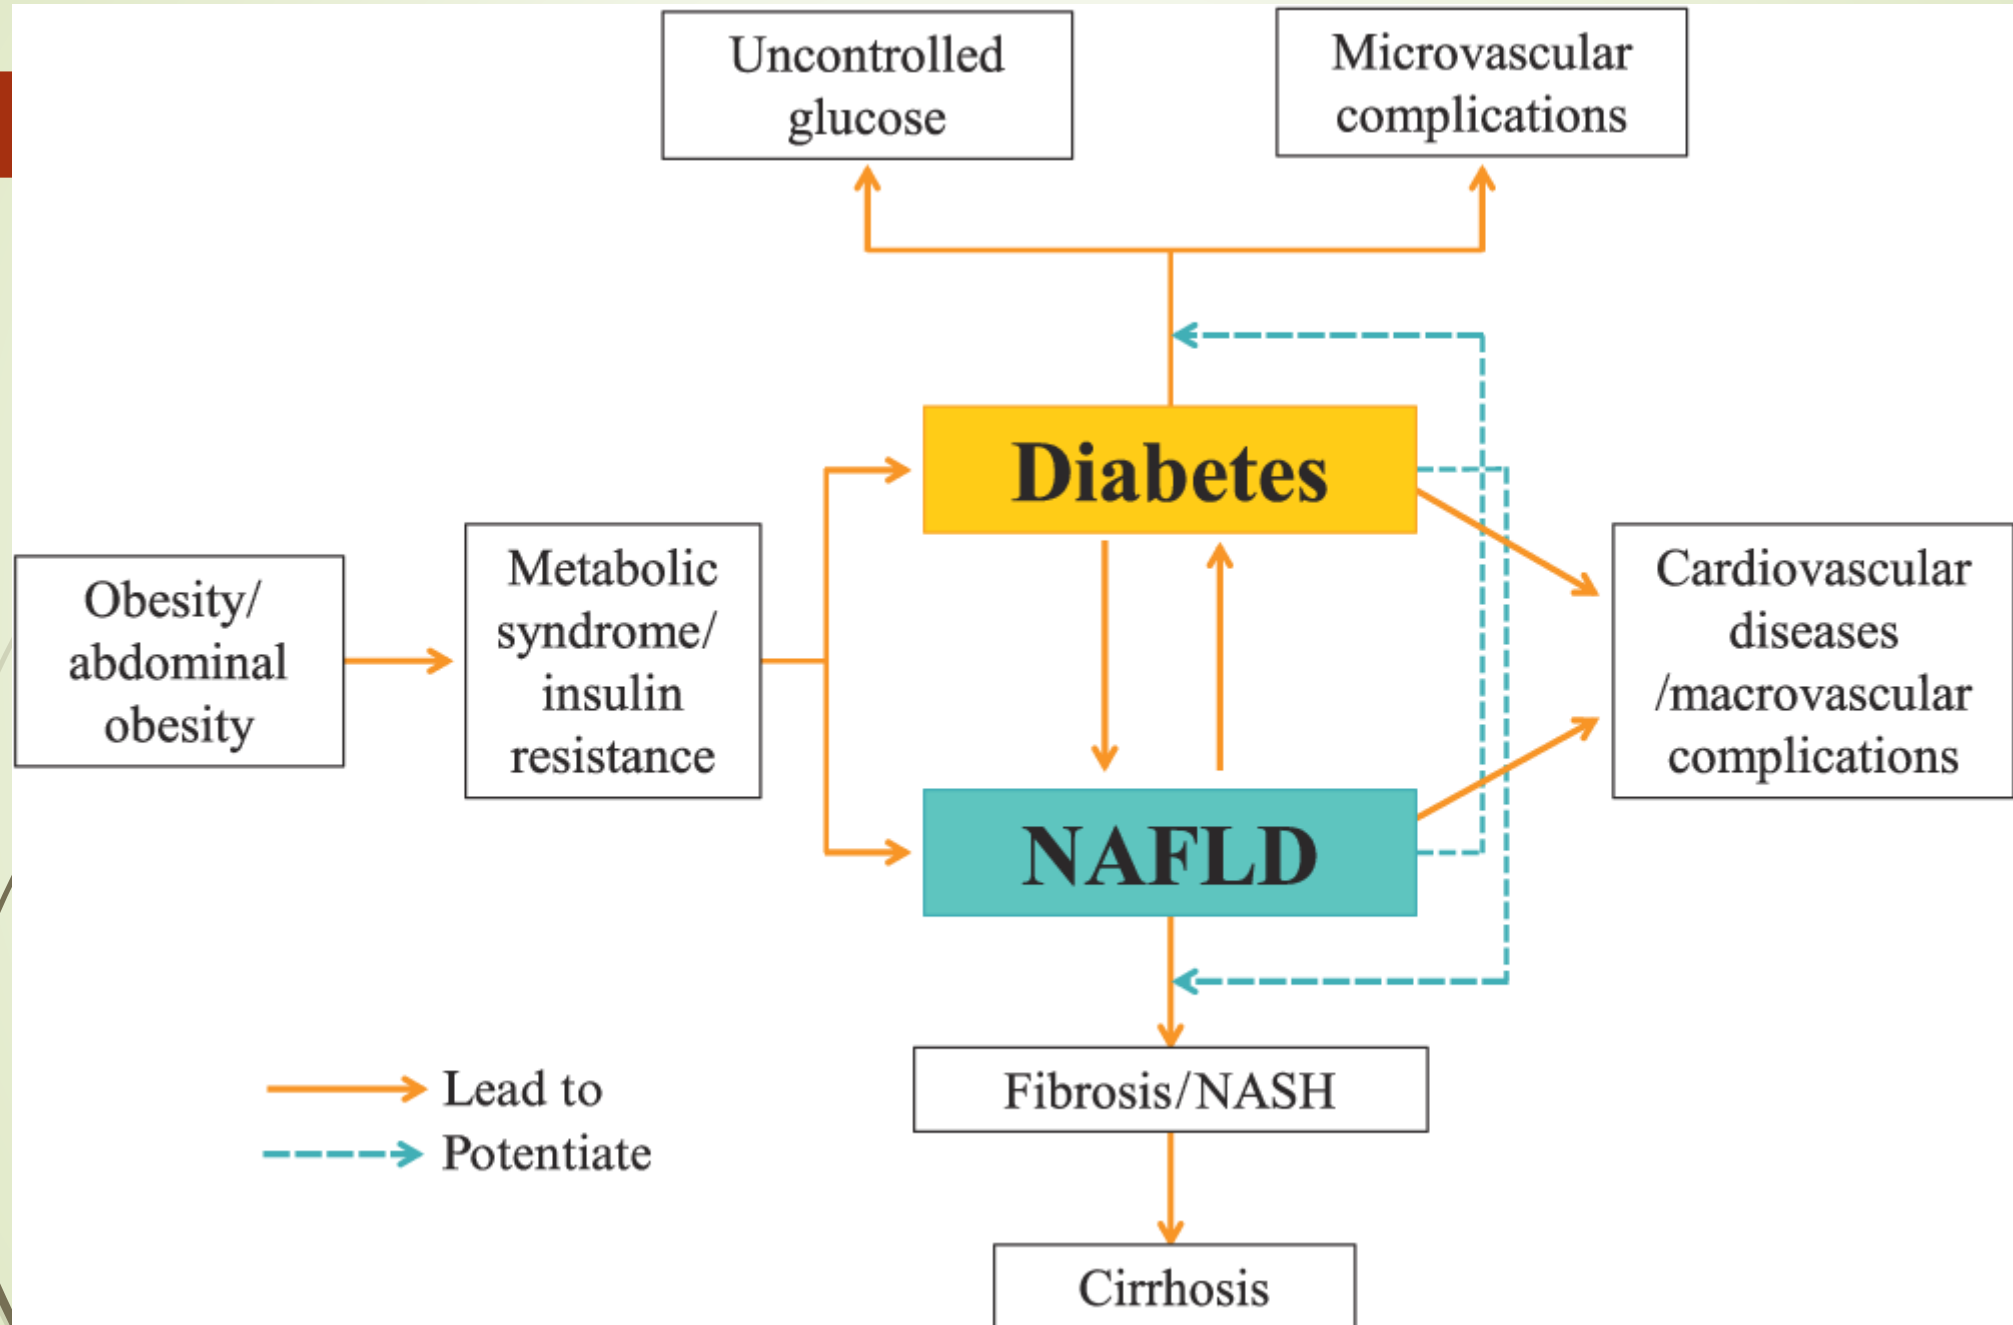 Uncontrolled
glucose
Microvascular
complications
Diabetes
Obesity/
abdominal
obesity
Metabolic
syndrome/
insulin
resistance
Cardiovascular
diseases
/macrovascular
complications
NAFLD
Fibrosis/NASH
Lead to
Potentiate
Cirrhosis